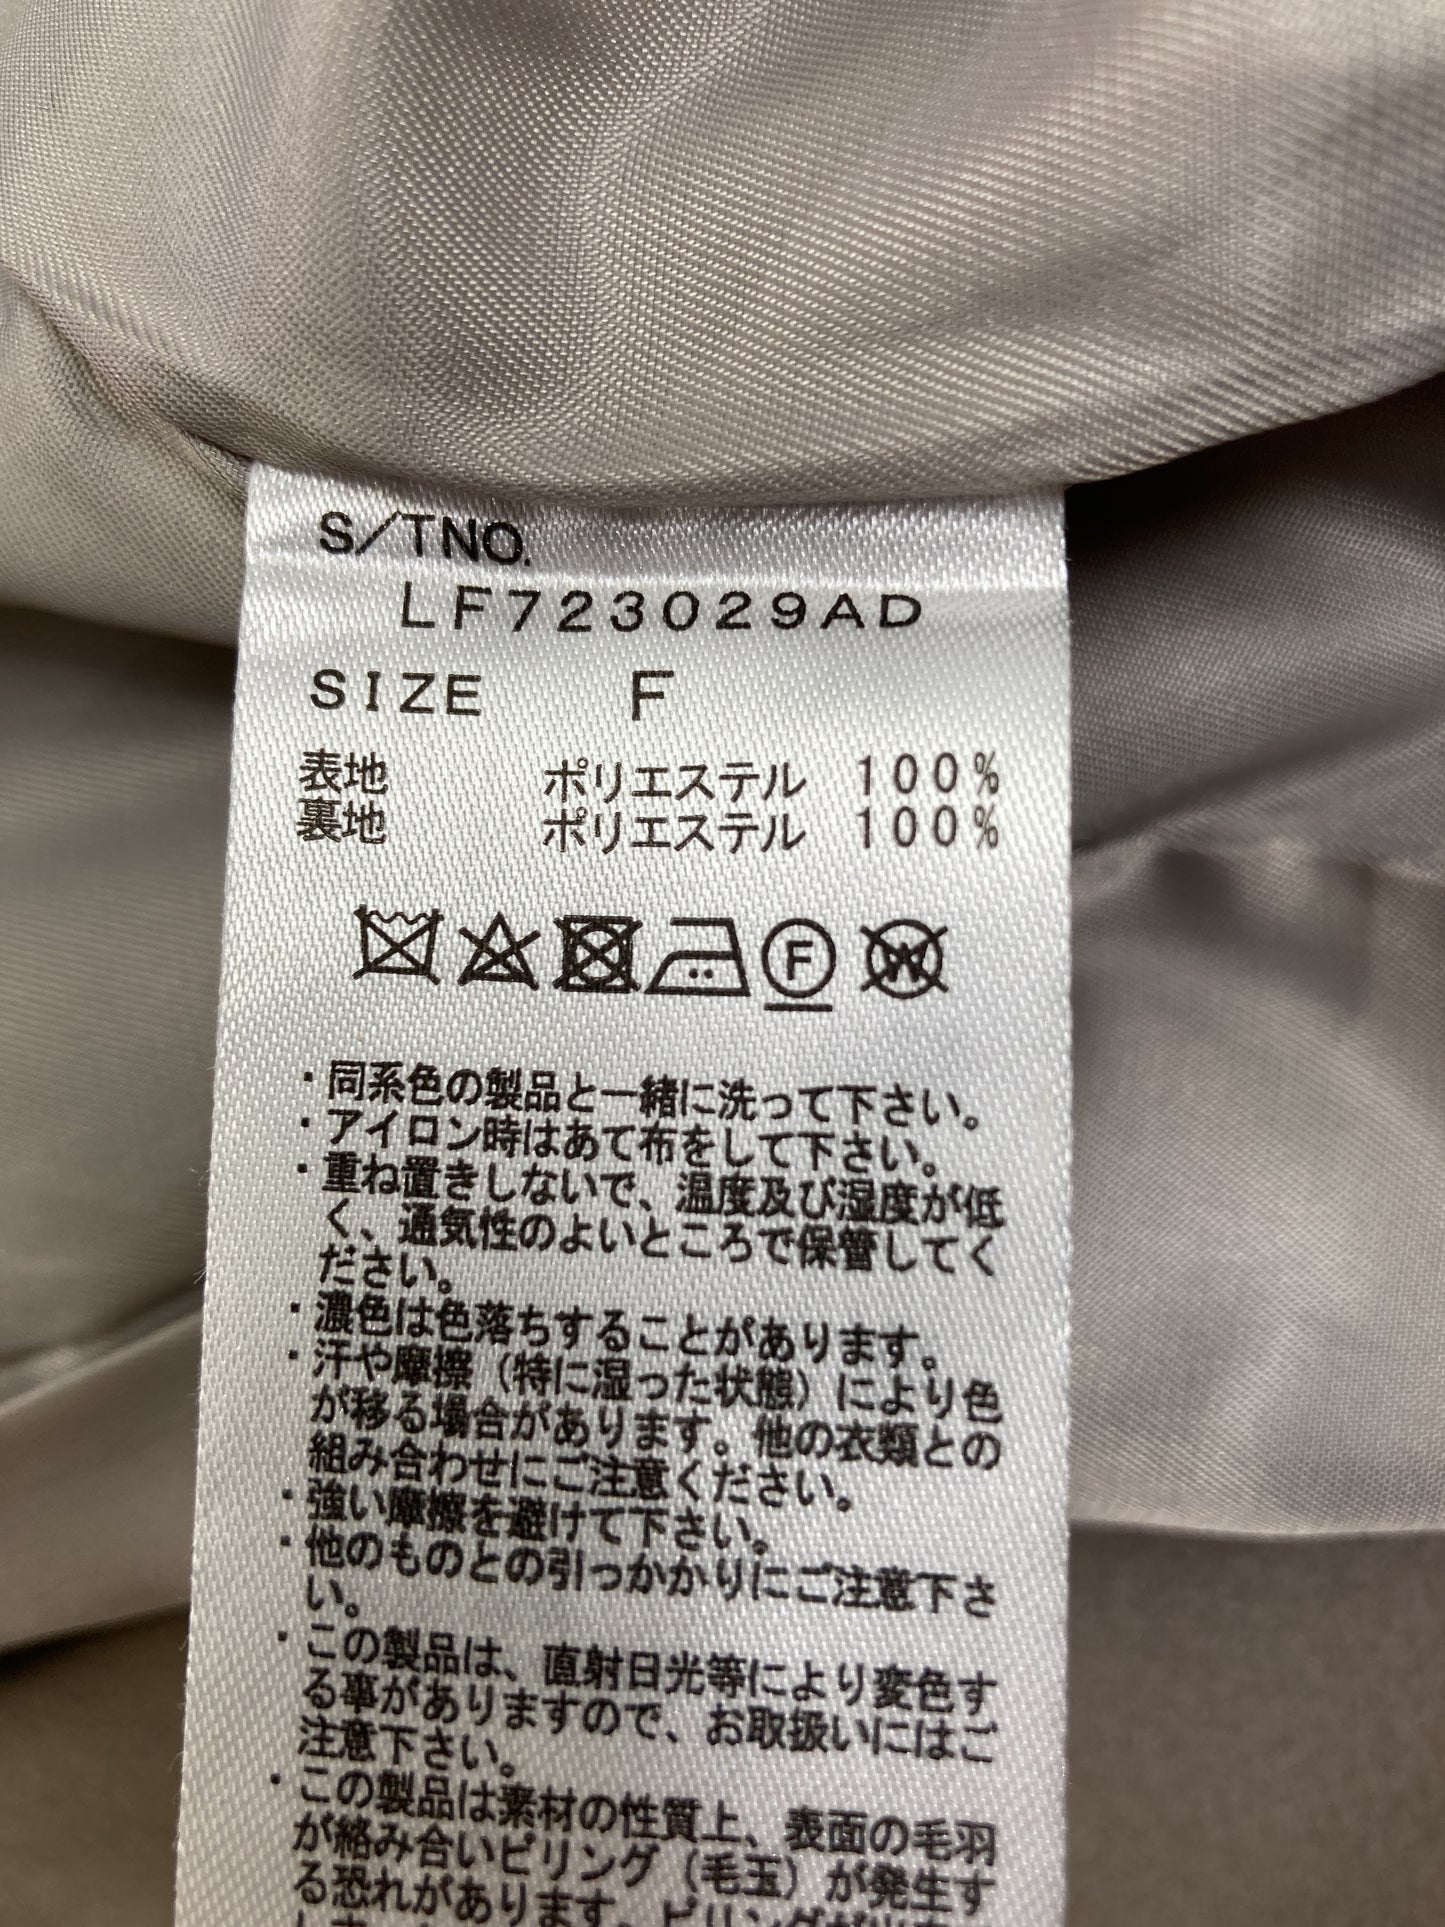 S/TNO.
LF723029AD
SIZE F
表地 ポリエステル 100%
裏地 ポリエステル 100%
F W
・同系色の製品と一緒に洗って下さい。
・アイロン時はあて布をして下さい。
・重ね置きしないで、温度及び湿度が低
く、通気性のよいところで保管してく
ださい。
・濃色は色落ちすることがあります。
・汗や摩擦（特に湿った状態）により色
が移る場合があります。他の衣類との
組み合わせにご注意ください。
・強い摩擦を避けて下さい。
・他のものとの引っかかりにご注意下さ
い。
・この製品は、直射日光等により変色す
る事がありますので、お取扱いにはご
注意下さい。
・この製品は素材の性質上、表面の毛羽
が絡み合いピリング（毛玉）が発生す
る恐れがあります。ピリングが